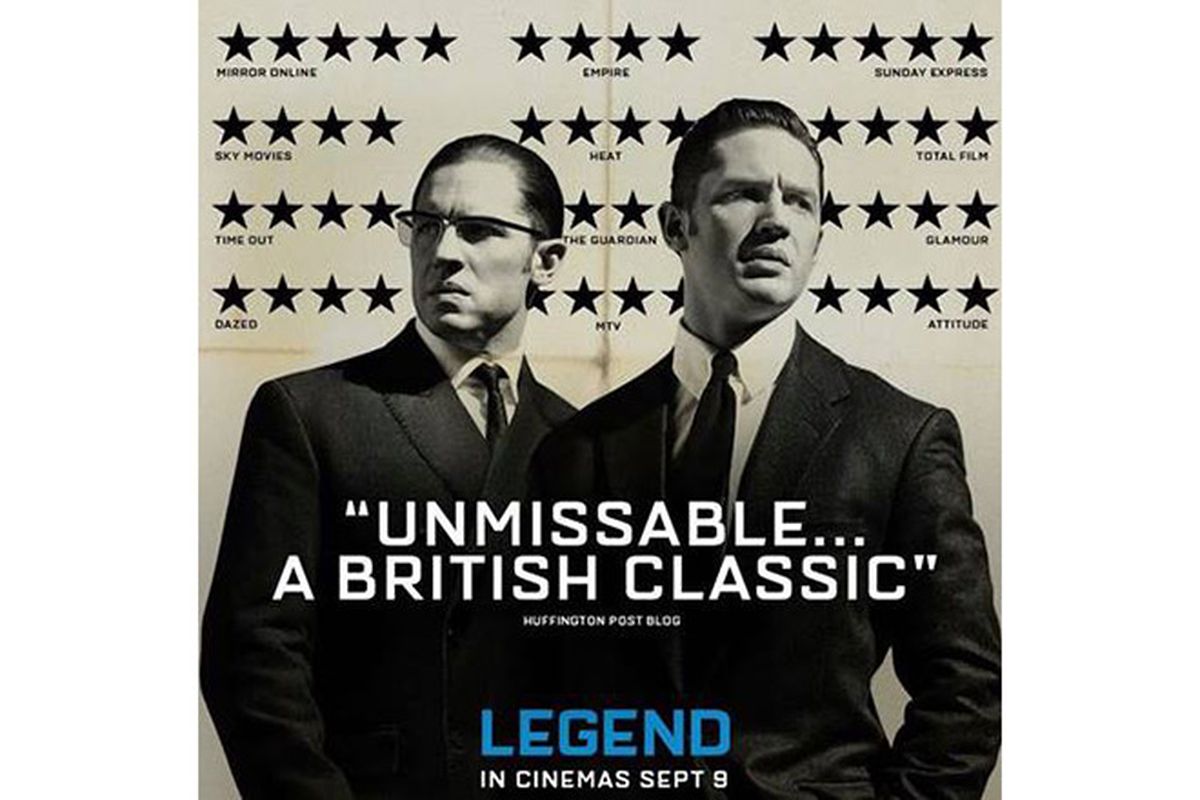 MIRROR ONLINE
EMPIRE
SUNDAY EXPRESS
SKY MOVIES
HEAT
TOTAL FILM
TIME OUT
THE GUARDIAN
GLAMOUR
DAZED
MTV
ATTITUDE
“UNMISSABLE...
A BRITISH CLASSIC"
HUFFINGTON POST BLOG
LEGEND
IN CINEMAS SEPT 9